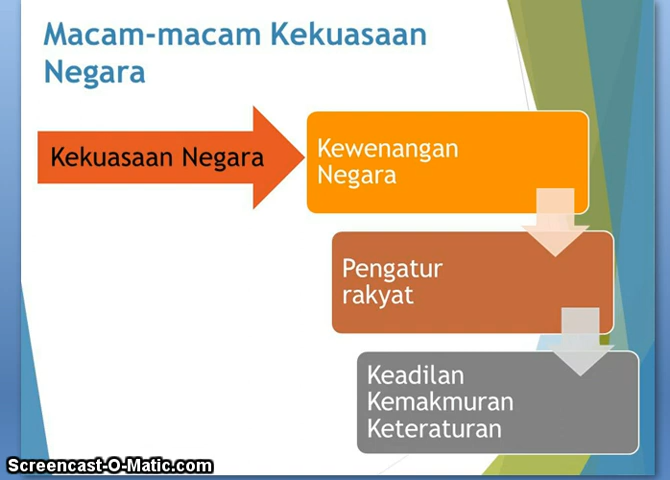 Macam-macam Kekuasaan
Negara
Kekuasaan Negara
Kewenangan
Negara
Pengatur
rakyat
Keadilan
Kemakmuran
Keteraturan
Screencast-O-Matic.com